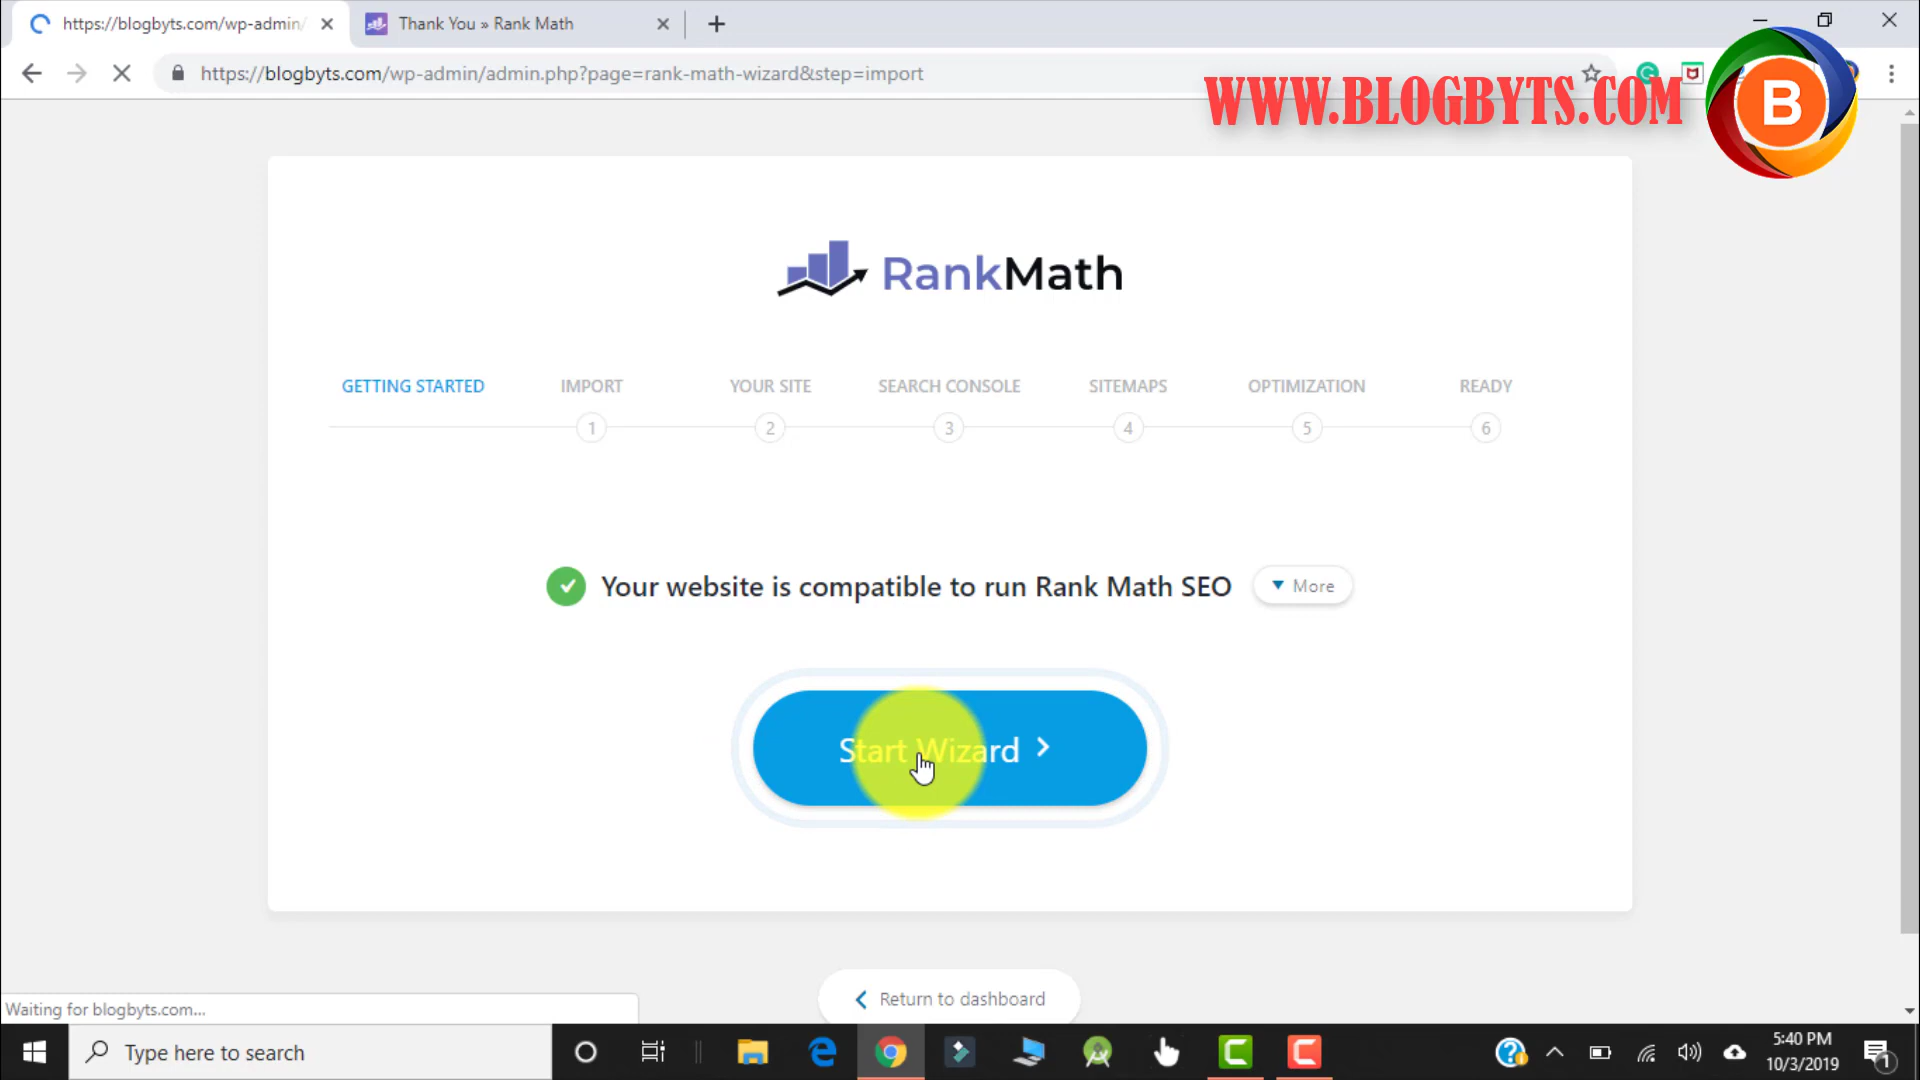 https://blogbyts.com/wp-admin/
Thank You » Rank Math
https://blogbyts.com/wp-admin/admin.php?page=rank-math-wizard&step=import
WWW.BLOGBYTS.COM
B
RankMath
GETTING STARTED
IMPORT
YOUR SITE
SEARCH CONSOLE
SITEMAPS
OPTIMIZATION
READY
1
2
3
4
5
6
Your website is compatible to run Rank Math SEO
More
Start Wizard
Return to dashboard
Waiting for blogbyts.com...
Type here to search
5:40 PM
10/3/2019
1